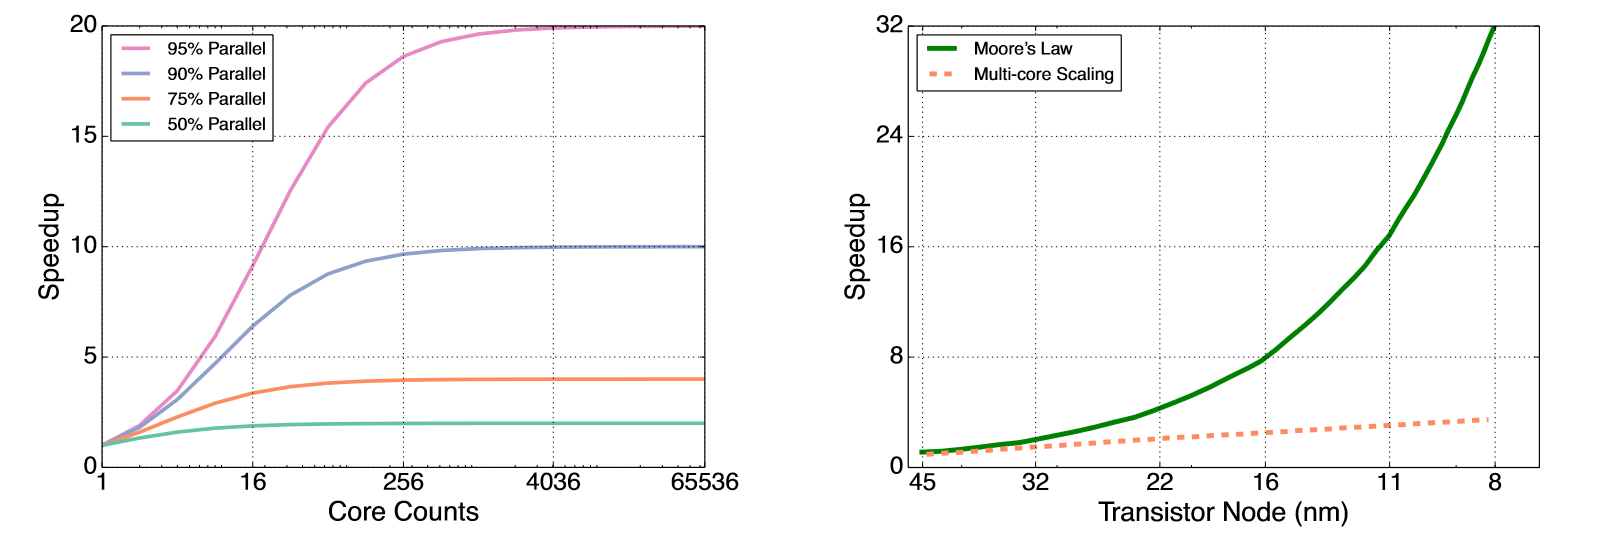 20
15
10
5
0
Speedup
95% Parallel
90% Parallel
75% Parallel
50% Parallel
1 16 256 4036 65536
Core Counts
32
24
16
8
0
Speedup
Moore's Law
Multi-core Scaling
45 32 22 16 11 8
Transistor Node (nm)